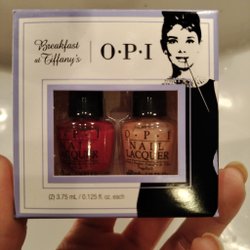 Breakfast
at Tiffany's
O·P·I
O·P·I
NAIL
LACQUER
O·P·I
NAIL
LACQUER
(2) 3.75 mL / 0.125 fl. oz. each